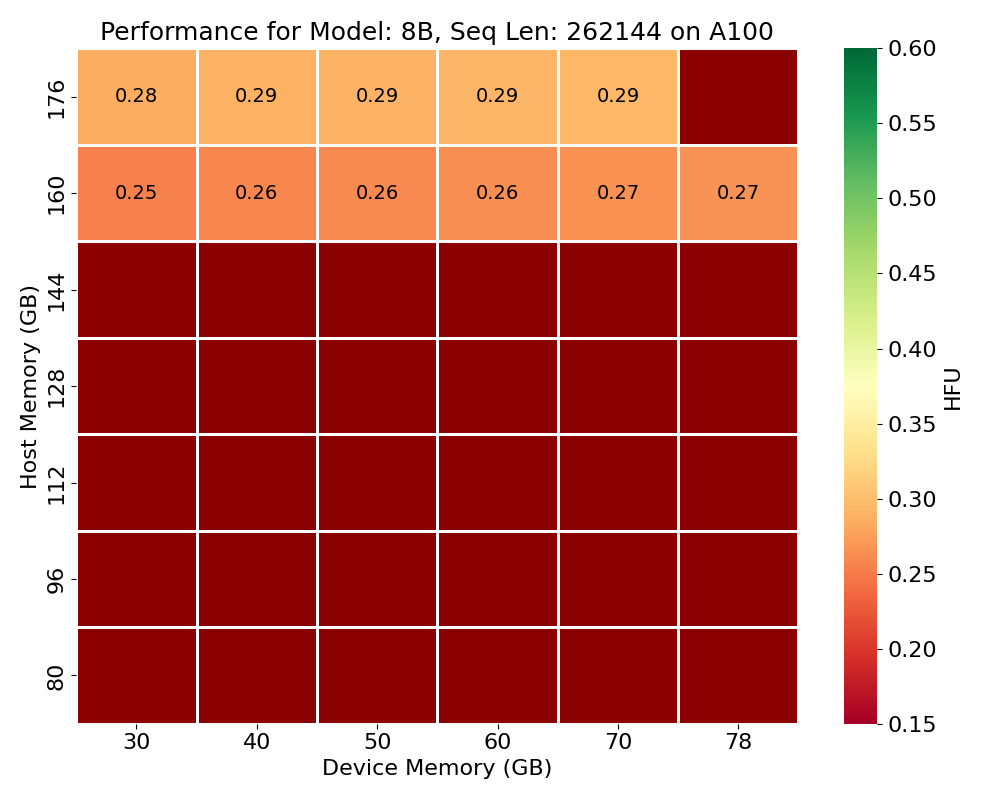 Performance for Model: 8B, Seq Len: 262144 on A100
Host Memory (GB)
176
0.28 0.29 0.29 0.29 0.29
160
0.25 0.26 0.26 0.26 0.27 0.27
144
128
112
96
80
30 40 50 60 70 78
Device Memory (GB)
0.60
0.55
0.50
0.45
0.40
0.35
0.30
0.25
0.20
0.15
HFU